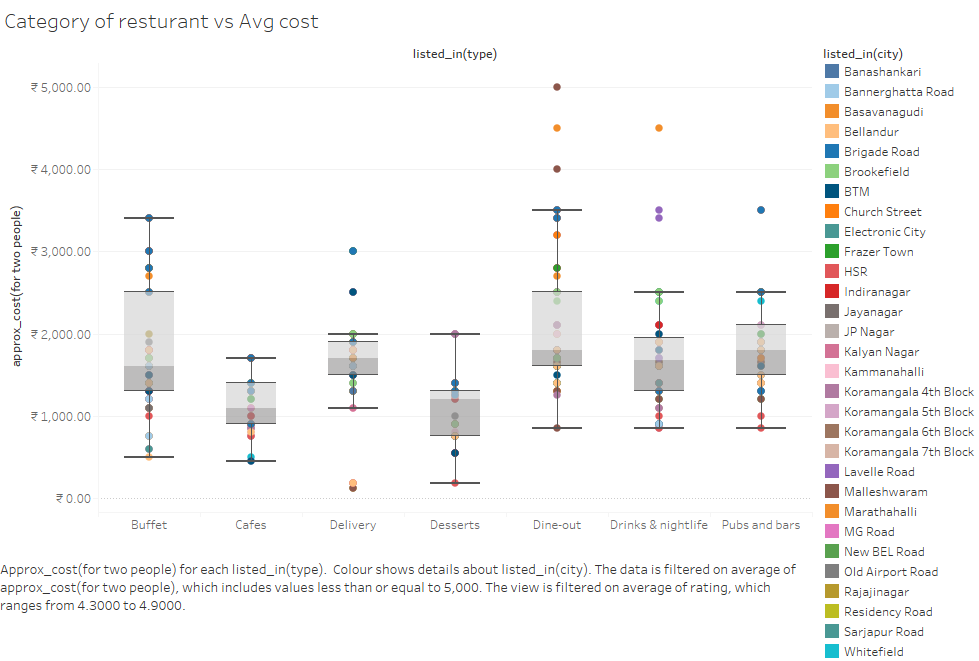 Category of resturant vs Avg cost
listed_in(type)
approx_cost(for two people)
₹ 5,000.00
₹ 4,000.00
₹ 3,000.00
₹ 2,000.00
₹ 1,000.00
₹ 0.00
Buffet
Cafes
Delivery
Desserts
Dine-out
Drinks & nightlife
Pubs and bars
listed_in(city)
Banashankari
Bannerghatta Road
Basavanagudi
Bellandur
Brigade Road
Brookefield
BTM
Church Street
Electronic City
Frazer Town
HSR
Indiranagar
Jayanagar
JP Nagar
Kalyan Nagar
Kammanahalli
Koramangala 4th Block
Koramangala 5th Block
Koramangala 6th Block
Koramangala 7th Block
Lavelle Road
Malleshwaram
Marathahalli
MG Road
New BEL Road
Old Airport Road
Rajajinagar
Residency Road
Sarjapur Road
Whitefield
Approx_cost(for two people) for each listed_in(type).  Colour shows details about listed_in(city). The data is filtered on average of
approx_cost(for two people), which includes values less than or equal to 5,000. The view is filtered on average of rating, which
ranges from 4.3000 to 4.9000.